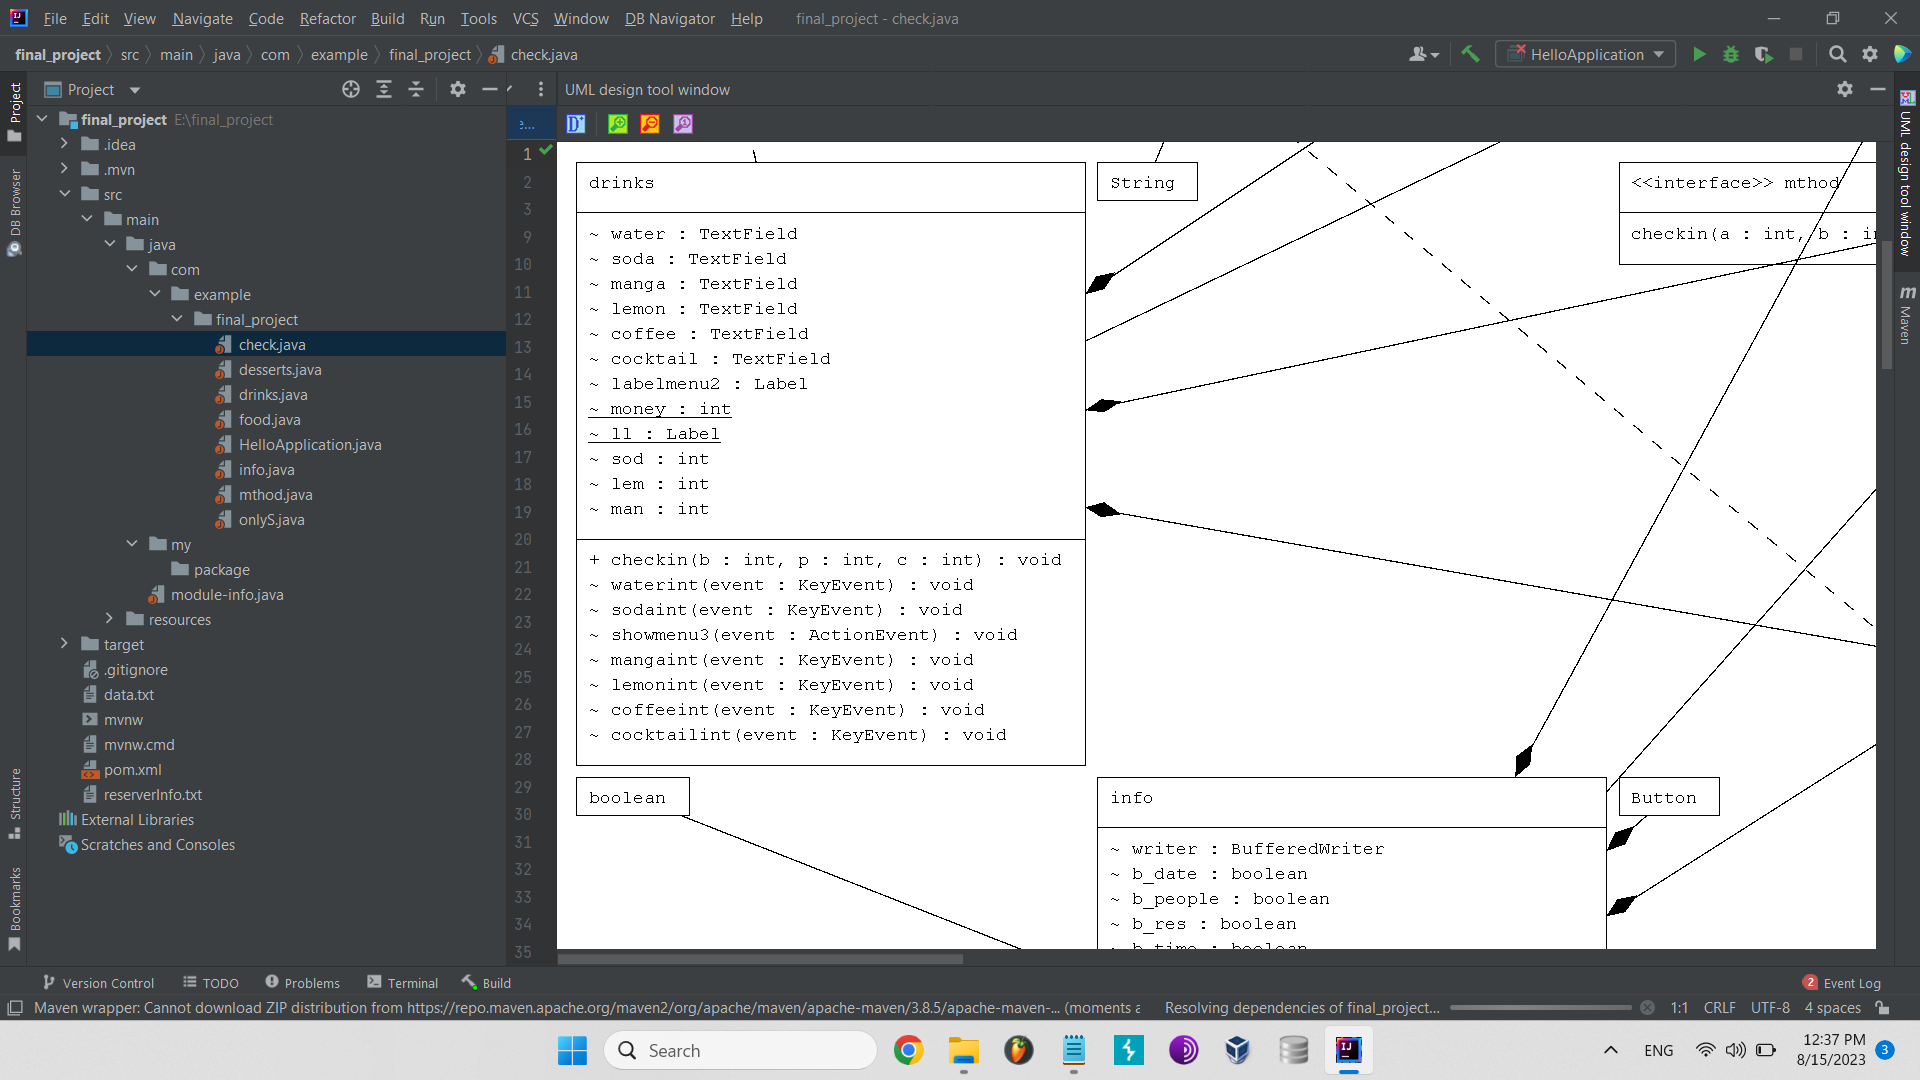 File Edit View Navigate Code Refactor Build Run Tools VCS Window DB Navigator Help final_project - check.java
final_project src main java com example final_project check.java
HelloApplication
Project
UML design tool window
final_project E:\final_project
.idea
.mvn
src
main
java
com
example
final_project
check.java
desserts.java
drinks.java
food.java
HelloApplication.java
info.java
mthod.java
onlyS.java
my
package
module-info.java
resources
target
.gitignore
data.txt
mvnw
mvnw.cmd
pom.xml
reserverInfo.txt
External Libraries
Scratches and Consoles
Project
DB Browser
Structure
Bookmarks
e...
1
2
3
9
10
11
12
13
14
15
16
17
18
19
20
21
22
23
24
25
26
27
28
29
30
31
32
33
34
35
drinks
~ water : TextField
~ soda : TextField
~ manga : TextField
~ lemon : TextField
~ coffee : TextField
~ cocktail : TextField
~ labelmenu2 : Label
~ money : int
~ ll : Label
~ sod : int
~ lem : int
~ man : int
+ checkin(b : int, p : int, c : int) : void
~ waterint(event : KeyEvent) : void
~ sodaint(event : KeyEvent) : void
~ showmenu3(event : ActionEvent) : void
~ mangaint(event : KeyEvent) : void
~ lemonint(event : KeyEvent) : void
~ coffeeint(event : KeyEvent) : void
~ cocktailint(event : KeyEvent) : void
String
<<interface>> mthod
checkin(a : int, b : in
boolean
info
~ writer : BufferedWriter
~ b_date : boolean
~ b_people : boolean
~ b_res : boolean
~ b_time : boolean
Button
UML design tool window
Maven
Version Control TODO Problems Terminal Build
2 Event Log
Maven wrapper: Cannot download ZIP distribution from https://repo.maven.apache.org/maven2/org/apache/maven/apache-maven/3.8.5/apache-maven-... (moments a
Resolving dependencies of final_project...
1:1 CRLF UTF-8 4 spaces
Search
ENG
12:37 PM
8/15/2023
3